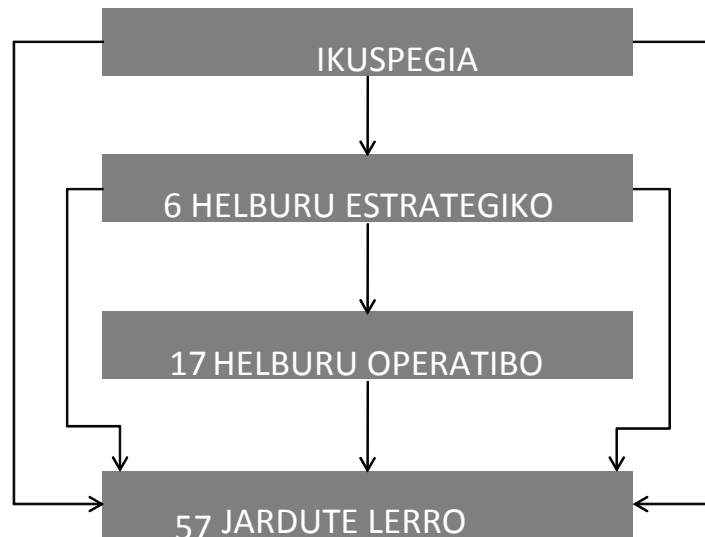 IKUSPEGIA
6 HELBURU ESTRATEGIKO
17 HELBURU OPERATIBO
57 JARDUTE LERRO